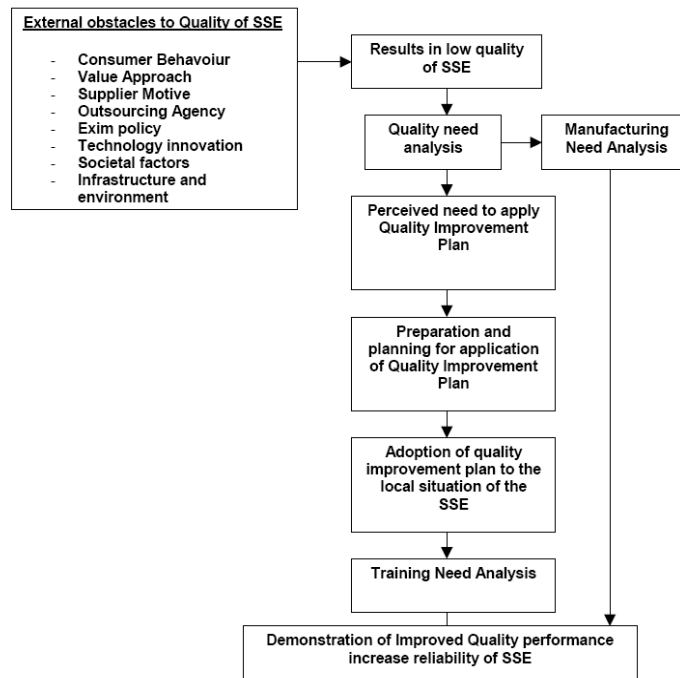 External obstacles to Quality of SSE
- Consumer Behavoiur
- Value Approach
- Supplier Motive
- Outsourcing Agency
- Exim policy
- Technology innovation
- Societal factors
- Infrastructure and
environment
Results in low quality
of SSE
Quality need
analysis
Manufacturing
Need Analysis
Perceived need to apply
Quality Improvement
Plan
Preparation and
planning for application
of Quality Improvement
Plan
Adoption of quality
improvement plan to the
local situation of the
SSE
Training Need Analysis
Demonstration of Improved Quality performance
increase reliability of SSE